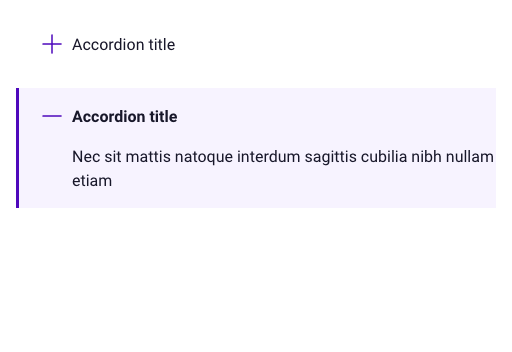 Accordion title
Accordion title
Nec sit mattis natoque interdum sagittis cubilia nibh nullam
etiam